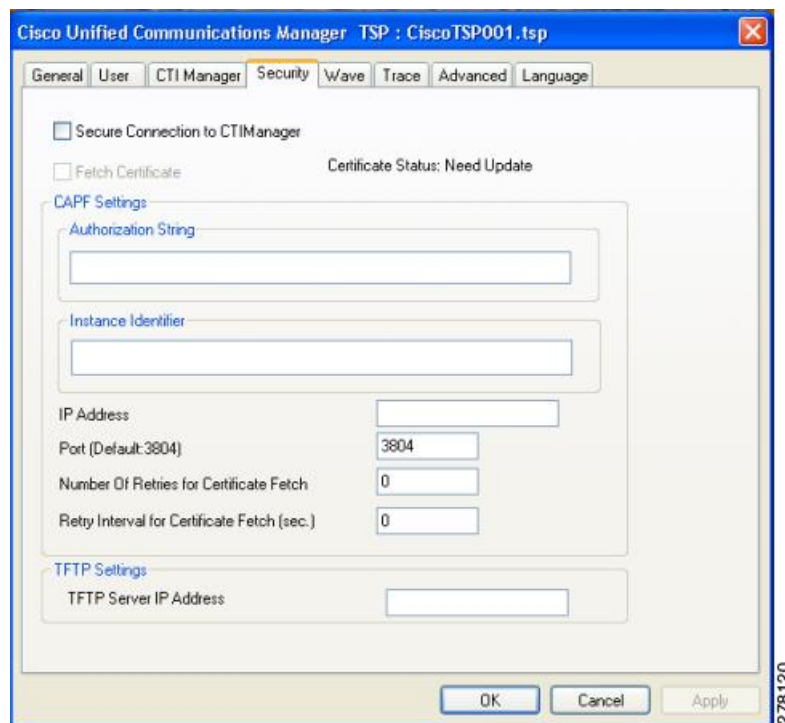 Cisco Unified Communications Manager TSP : CiscoTSP001.tsp
General User CTI Manager Security Wave Trace Advanced Language
Secure Connection to CTIManager
Fetch Certificate Certificate Status: Need Update
CAPF Settings
Authorization String
Instance Identifier
IP Address
Port (Default:3804) 3804
Number Of Retries for Certificate Fetch 0
Retry Interval for Certificate Fetch (sec.) 0
TFTP Settings
TFTP Server IP Address
OK Cancel Apply
278120